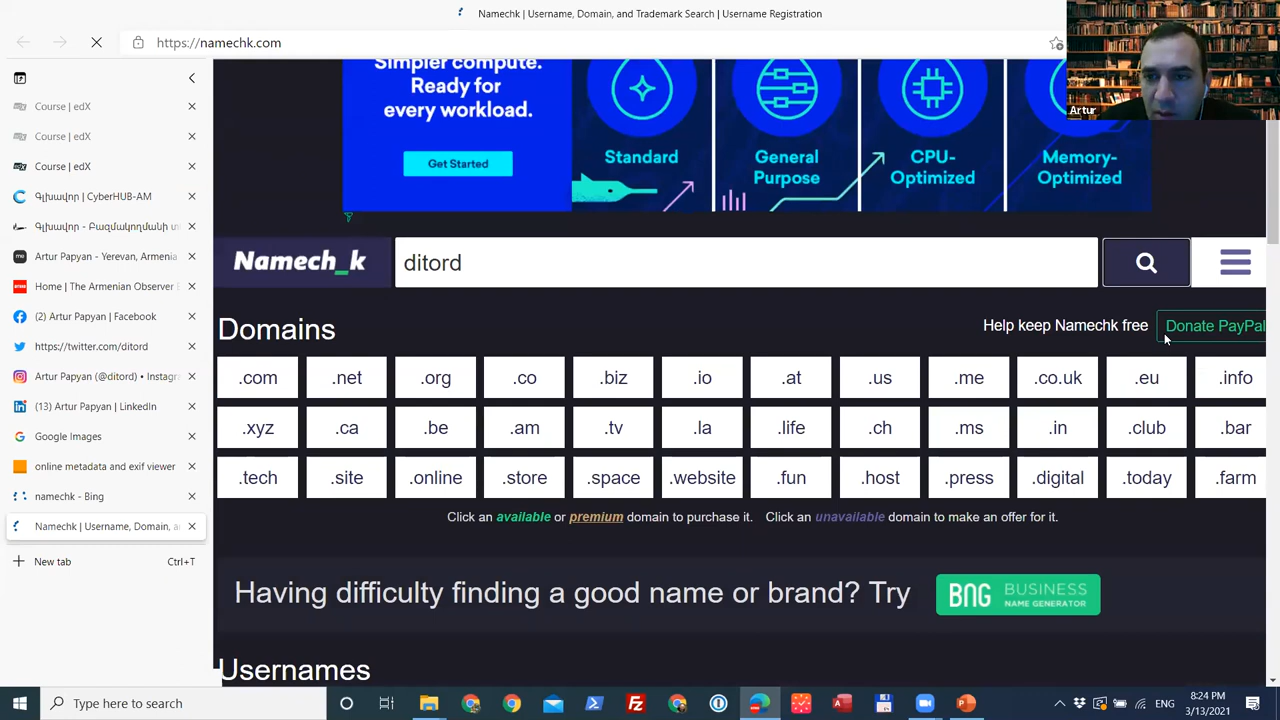 Namechk | Username, Domain, and Trademark Search | Username Registration
https://namechk.com
Artur
Course | edX
Course | edX
Course | edX
Գլխավոր | CyberHUB-AM
Գլխավոր - Բազմակողմանի տ
Artur Papyan - Yerevan, Armenia
Home | The Armenian Observer
(2) Artur Papyan | Facebook
https://twitter.com/ditord
Artur Papyan (@ditord) • Instagr
(13) Artur Papyan | LinkedIn
Google Images
online metadata and exif viewer
namechk - Bing
Namechk | Username, Domain, an
New tab Ctrl+T
Simpler compute.
Ready for
every workload.
Get Started
Standard
General
Purpose
CPU-
Optimized
Memory-
Optimized
Namech_k
ditord
Domains
Help keep Namechk free
Donate PayPal
.com .net .org .co .biz .io .at .us .me .co.uk .eu .info
.xyz .ca .be .am .tv .la .life .ch .ms .in .club .bar
.tech .site .online .store .space .website .fun .host .press .digital .today .farm
Click an available or premium domain to purchase it. Click an unavailable domain to make an offer for it.
Having difficulty finding a good name or brand? Try
BNG BUSINESS
NAME GENERATOR
Usernames
Type here to search
ENG
8:24 PM
3/13/2021